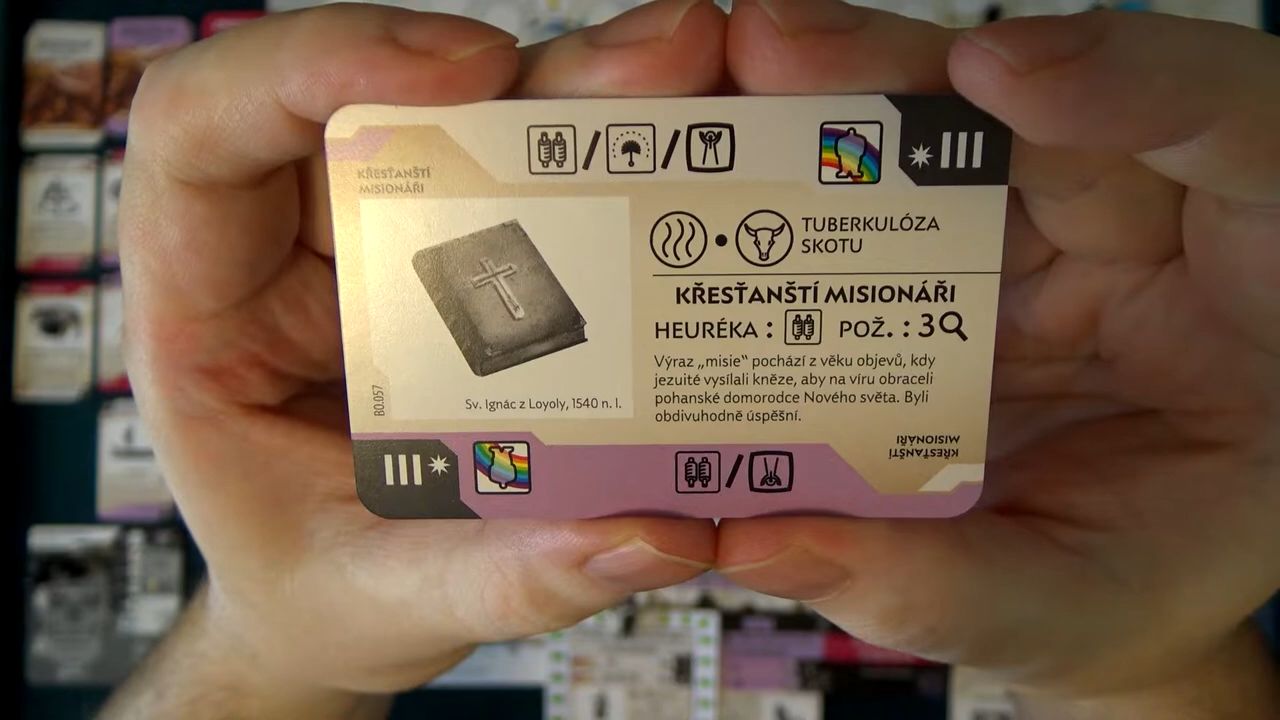 KŘESŤANŠTÍ
MISIONÁŘI
/ /
III
TUBERKULÓZA
SKOTU
KŘESŤANŠTÍ MISIONÁŘI
HEURÉKA : POŽ. : 3
Výraz „misie“ pochází z věku objevů, kdy
jezuité vysílali kněze, aby na víru obraceli
pohanské domorodce Nového světa. Byli
obdivuhodně úspěšní.
Sv. Ignác z Loyoly, 1540 n. l.
B0.057
III
/
KŘESŤANŠTÍ
MISIONÁŘI